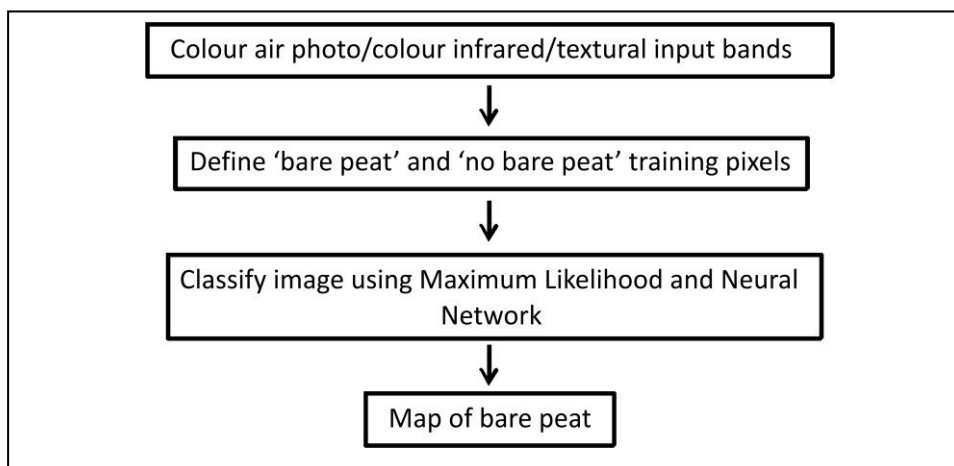 Colour air photo/colour infrared/textural input bands
Define ‘bare peat’ and ‘no bare peat’ training pixels
Classify image using Maximum Likelihood and Neural
Network
Map of bare peat